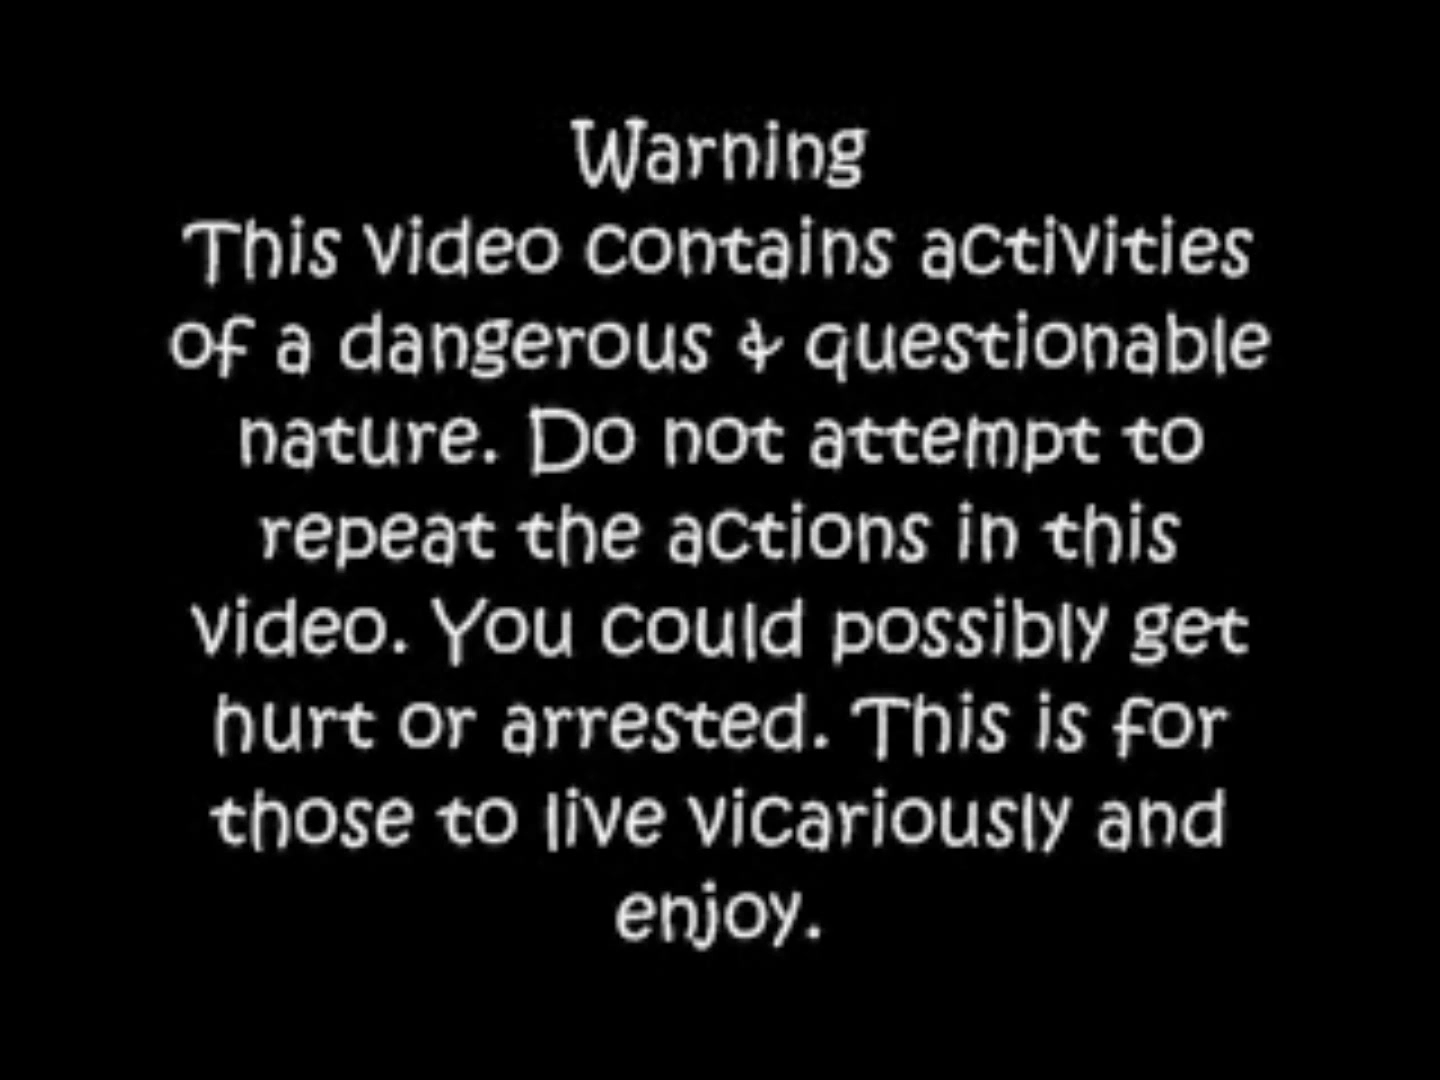 Warning
This video contains activities
of a dangerous & questionable
nature. Do not attempt to
repeat the actions in this
video. You could possibly get
hurt or arrested. This is for
those to live vicariously and
enjoy.